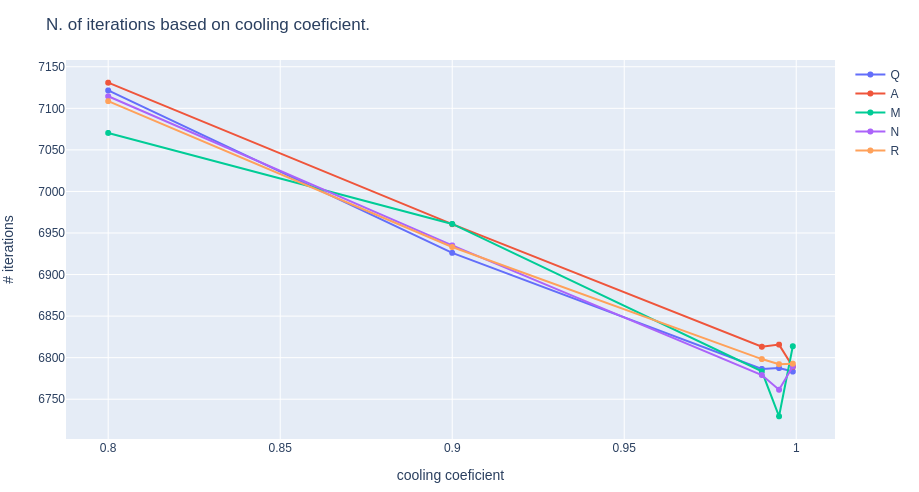 N. of iterations based on cooling coeficient.
7150
7100
7050
7000
6950
6900
6850
6800
6750
# iterations
0.8
0.85
0.9
0.95
1
cooling coeficient
Q
A
M
N
R